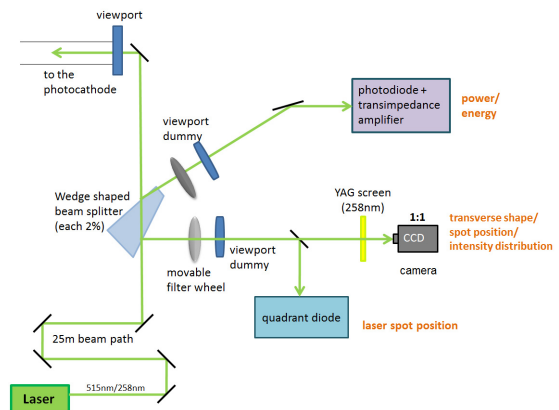 viewport
to the
photocathode
viewport
dummy
photodiode +
transimpedance
amplifier
power/
energy
Wedge shaped
beam splitter
(each 2%)
YAG screen
(258nm)
1:1
CCD
camera
transverse shape/
spot position/
intensity distribution
movable
filter wheel
viewport
dummy
quadrant diode
laser spot position
25m beam path
515nm/258nm
Laser